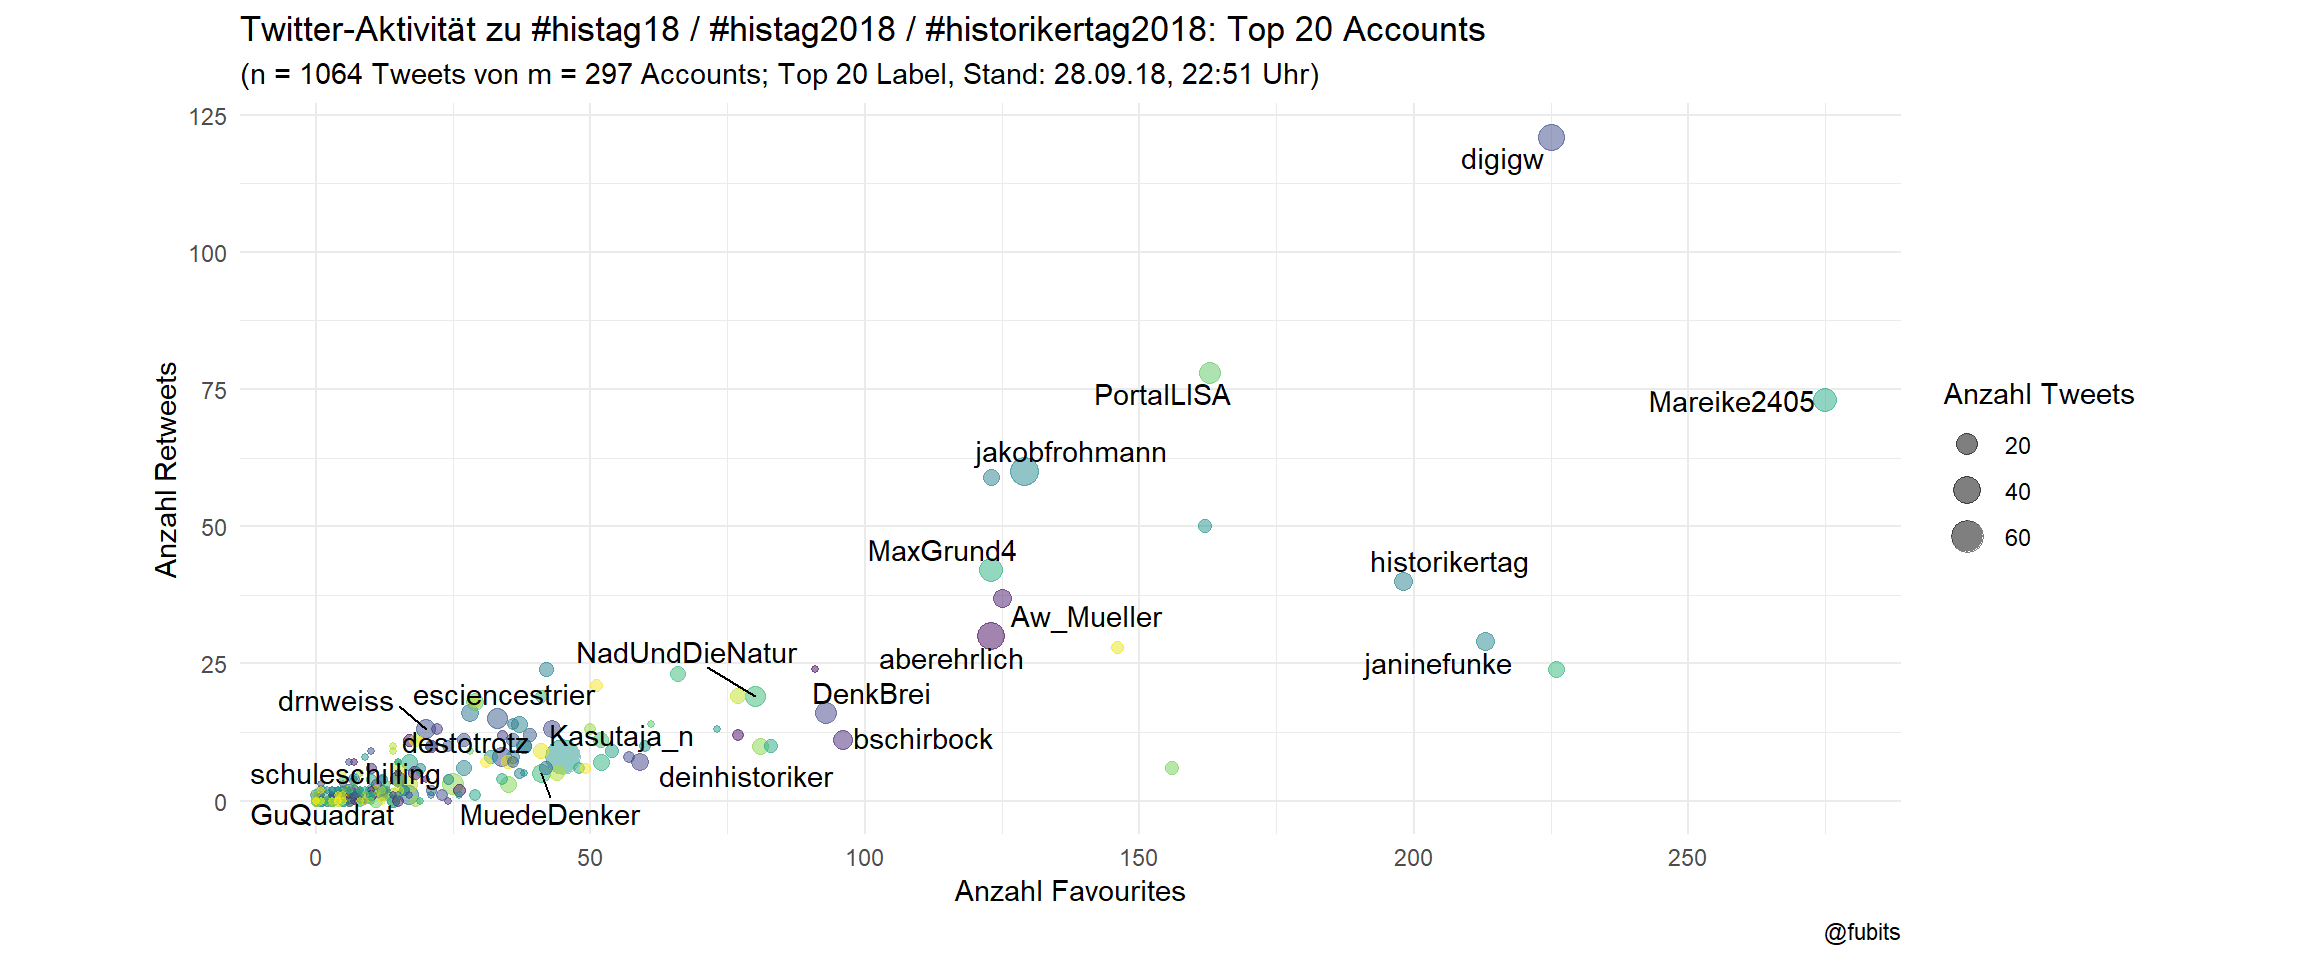 Twitter-Aktivität zu #histag18 / #histag2018 / #historikertag2018: Top 20 Accounts
(n = 1064 Tweets von m = 297 Accounts; Top 20 Label, Stand: 28.09.18, 22:51 Uhr)
125
100
75
50
25
0
Anzahl Retweets
digigw
PortalLISA
Mareike2405
jakobfrohmann
MaxGrund4
historikertag
Aw_Mueller
aberehrlich
janinefunke
NadUndDieNatur
DenkBrei
drnweiss
esciencestrier
destotrotz
Kasutaja_n
bschirbock
schuleschilling
deinhistoriker
GuQuadrat
MuedeDenker
0
50
100
150
200
250
Anzahl Favourites
Anzahl Tweets
20
40
60
@fubits